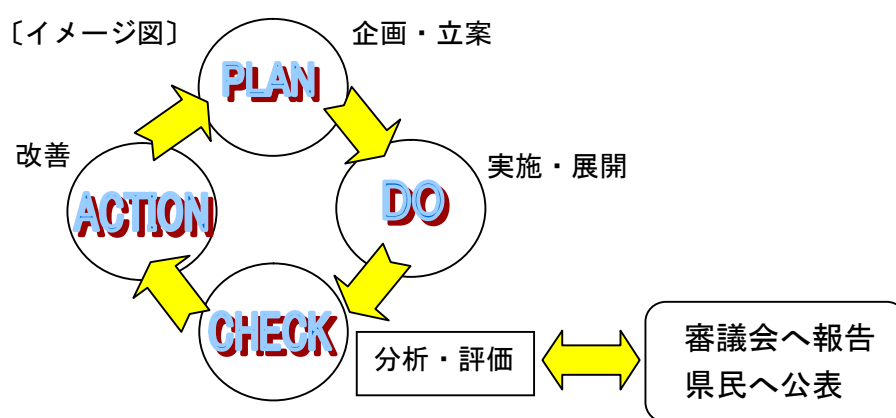 〔イメージ図〕
PLAN
企画・立案
改善
ACTION
DO
実施・展開
CHECK
分析・評価
審議会へ報告
県民へ公表